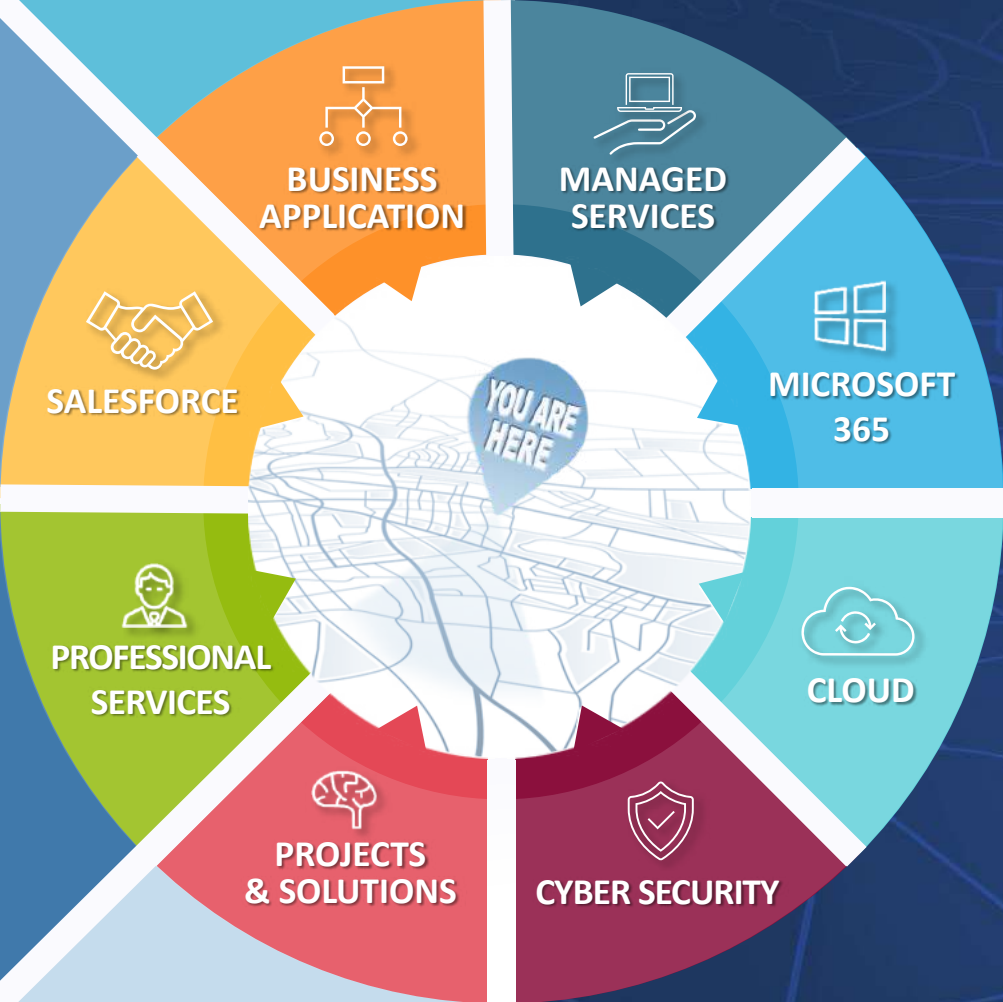 BUSINESS
APPLICATION
MANAGED
SERVICES
MICROSOFT
365
CLOUD
CYBER SECURITY
PROJECTS
& SOLUTIONS
PROFESSIONAL
SERVICES
SALESFORCE
YOU ARE
HERE